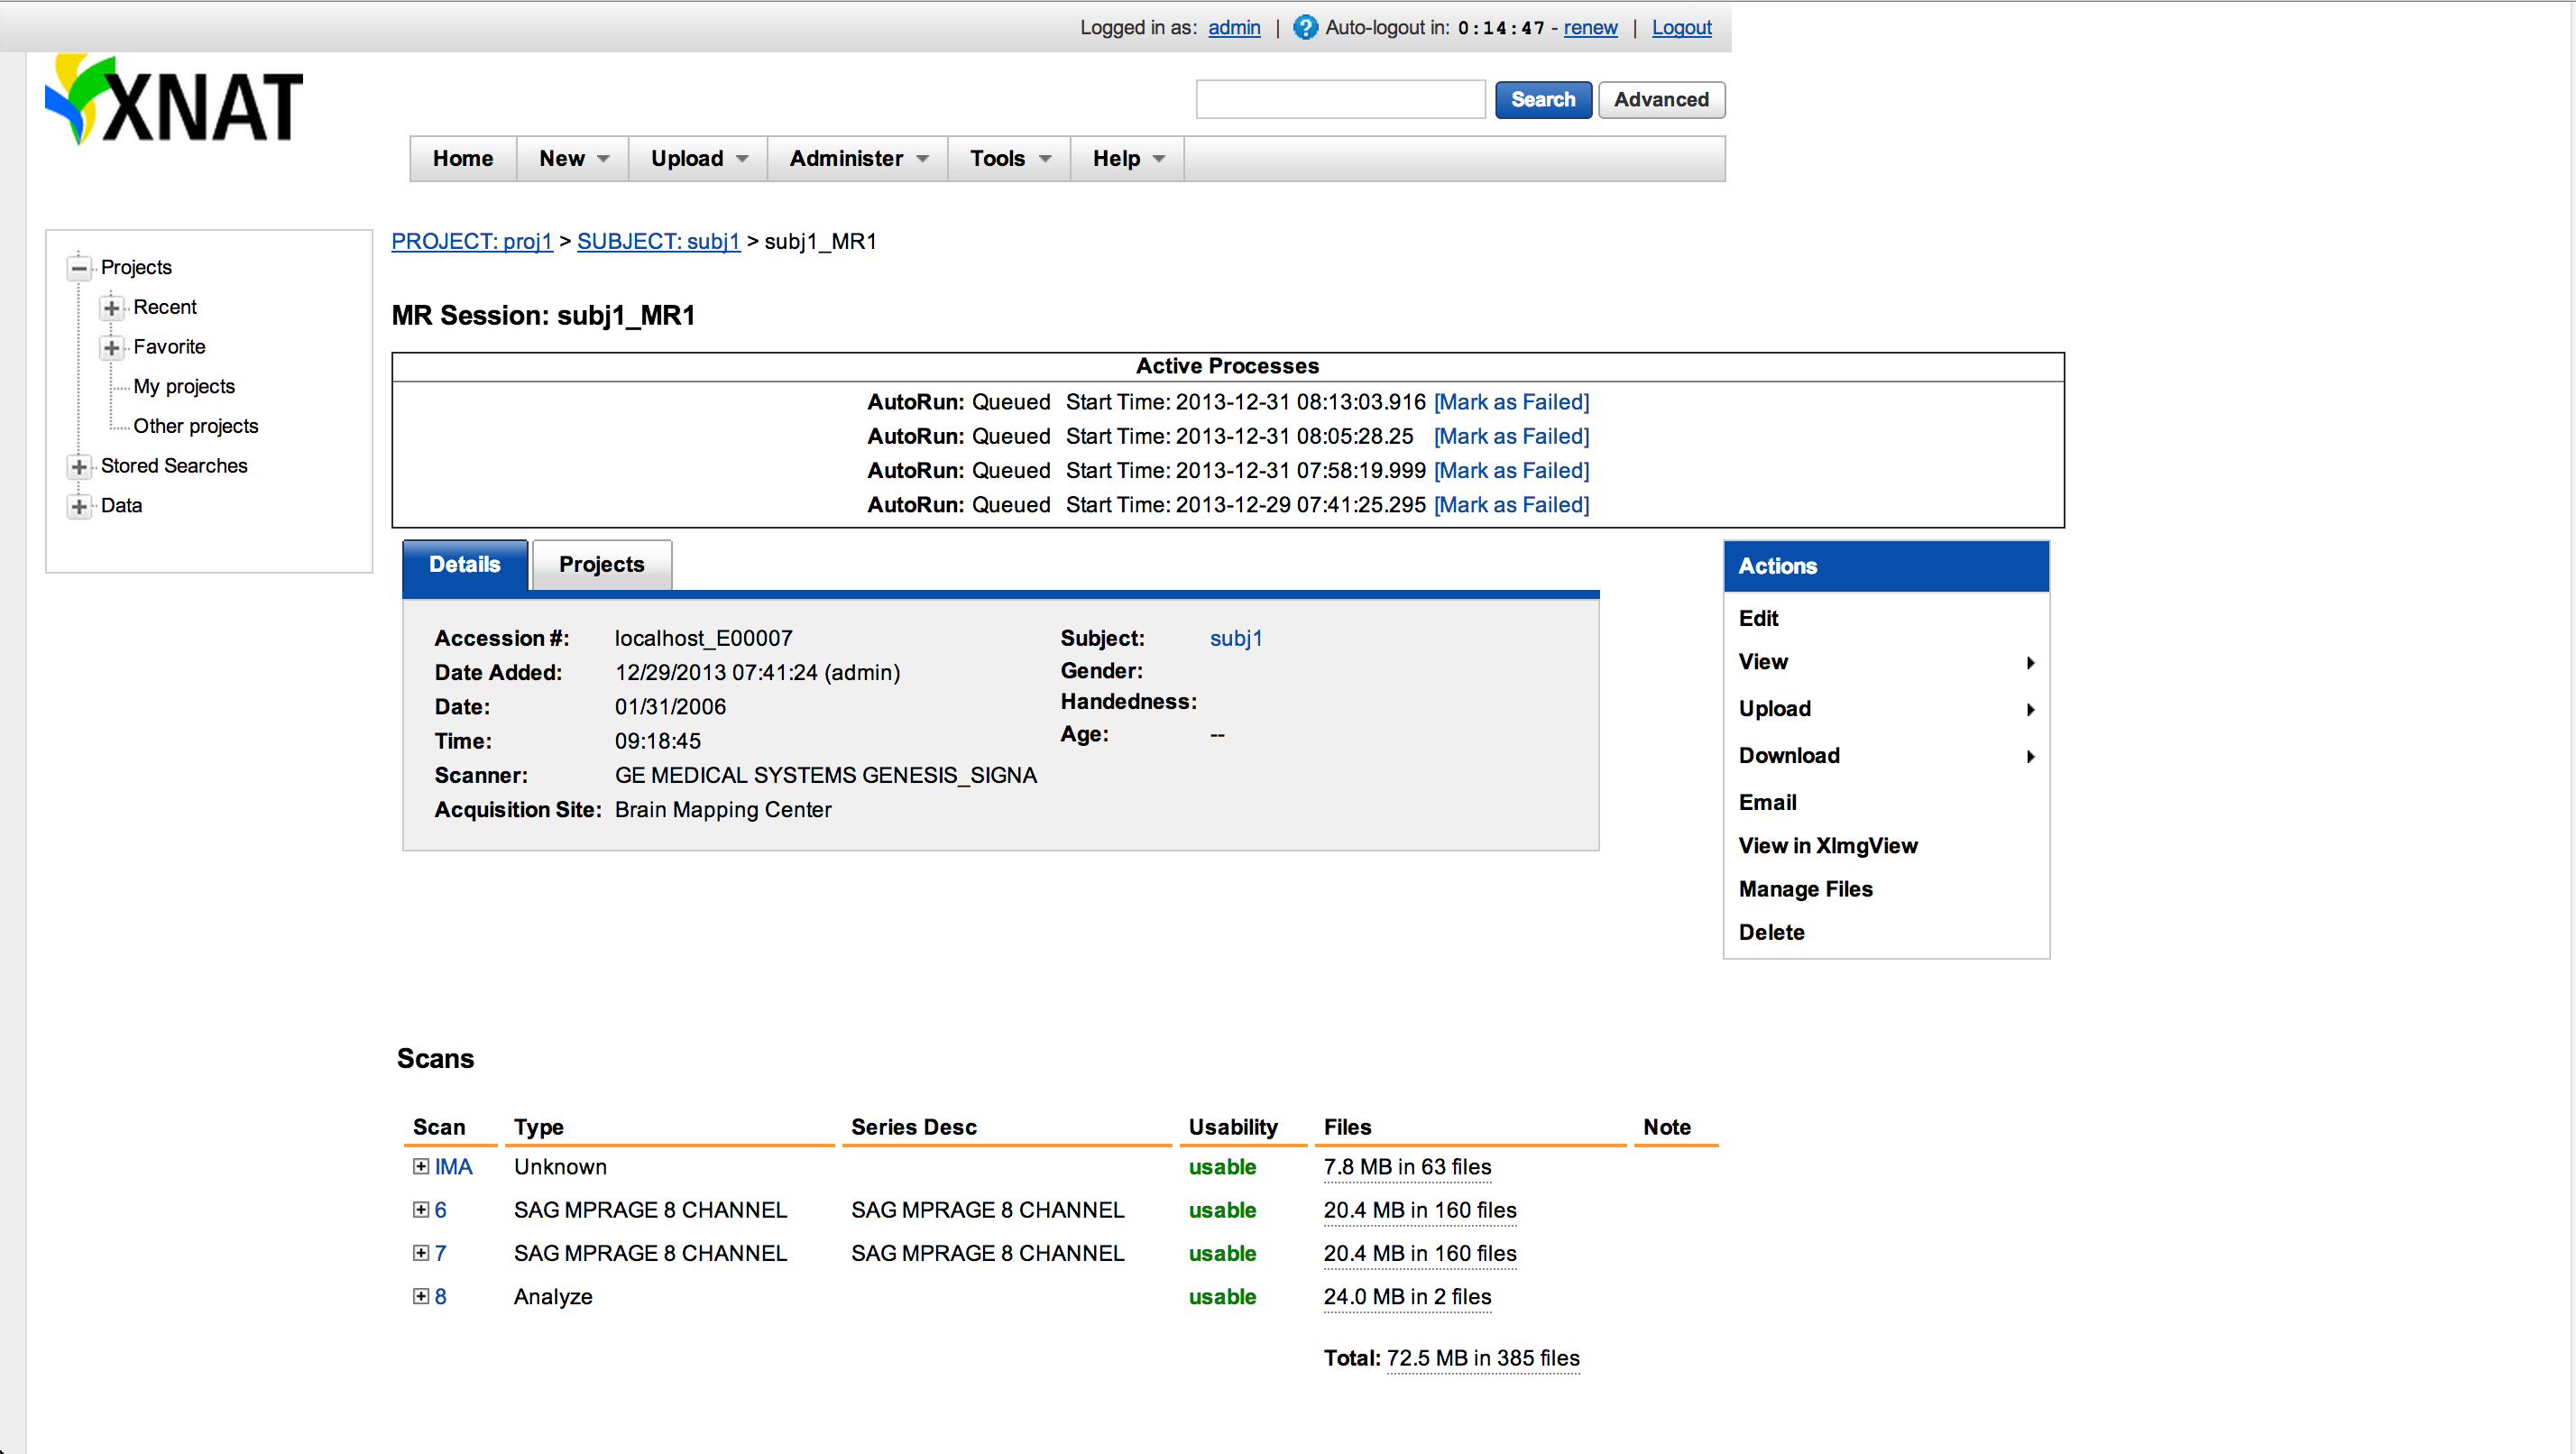 Logged in as: admin | ? Auto-logout in: 0:14:47 - renew | Logout
XNAT
Search Advanced
Home New Upload Administer Tools Help
Projects
Recent
Favorite
My projects
Other projects
Stored Searches
Data
PROJECT: proj1 > SUBJECT: subj1 > subj1_MR1
MR Session: subj1_MR1
Active Processes
AutoRun: Queued Start Time: 2013-12-31 08:13:03.916 [Mark as Failed]
AutoRun: Queued Start Time: 2013-12-31 08:05:28.25 [Mark as Failed]
AutoRun: Queued Start Time: 2013-12-31 07:58:19.999 [Mark as Failed]
AutoRun: Queued Start Time: 2013-12-29 07:41:25.295 [Mark as Failed]
Details Projects
Accession #: localhost_E00007
Date Added: 12/29/2013 07:41:24 (admin)
Date: 01/31/2006
Time: 09:18:45
Scanner: GE MEDICAL SYSTEMS GENESIS_SIGNA
Acquisition Site: Brain Mapping Center
Subject: subj1
Gender:
Handedness:
Age: --
Actions
Edit
View
Upload
Download
Email
View in XImgView
Manage Files
Delete
Scans
Scan Type Series Desc Usability Files Note
IMA Unknown usable 7.8 MB in 63 files
6 SAG MPRAGE 8 CHANNEL SAG MPRAGE 8 CHANNEL usable 20.4 MB in 160 files
7 SAG MPRAGE 8 CHANNEL SAG MPRAGE 8 CHANNEL usable 20.4 MB in 160 files
8 Analyze usable 24.0 MB in 2 files
Total: 72.5 MB in 385 files